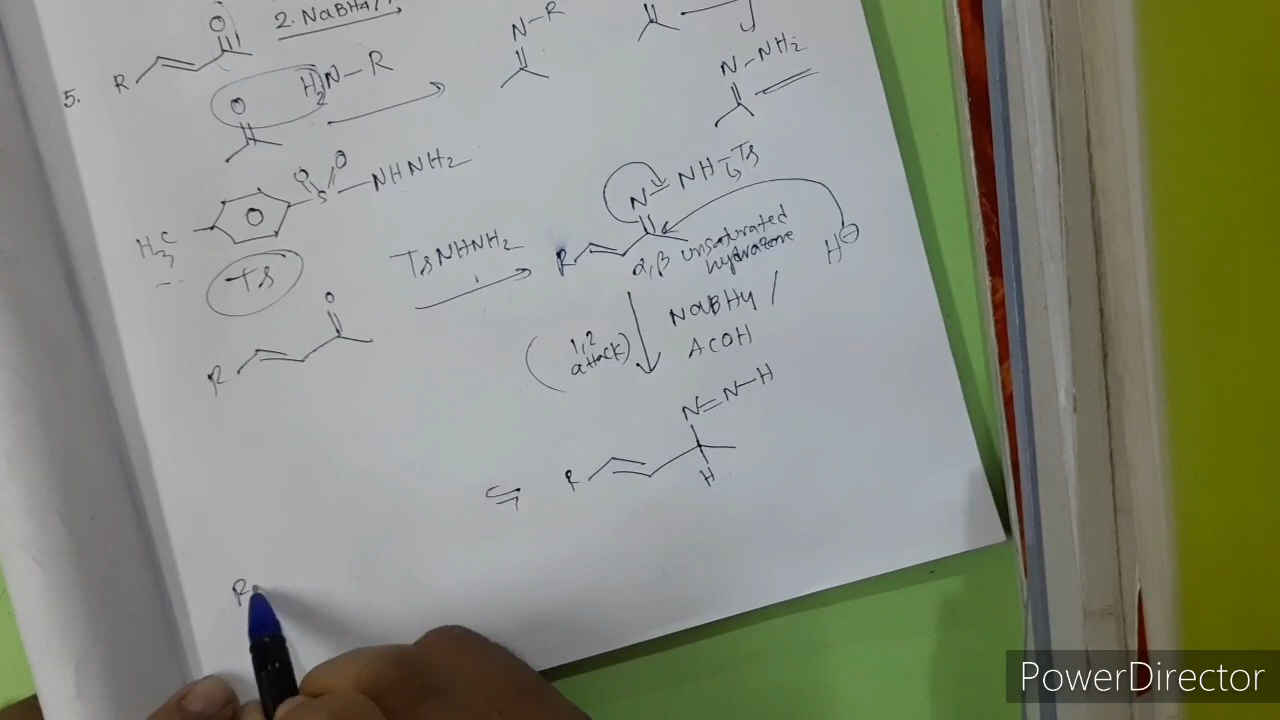 2. NaBH4/
O
R
N-R
5.
H2N-R
O
N-NH2
O O
S-NHNH2
O
H3C
Ts
N NH-Ts
TsNHNH2
R
α,β unsaturated
hydrazone
H⊖
O
R
(1,2
attack)
NaBH4/
ACOH
N=N-H
R
H
R
PowerDirector